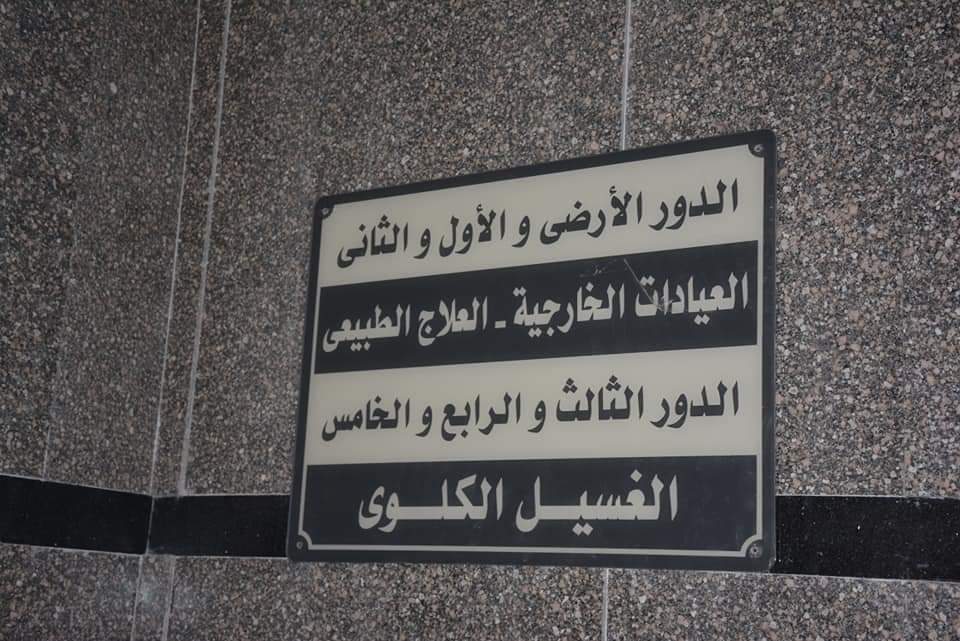 الدور الأرضى و الأول و الثانى
العيادات الخارجية - العلاج الطبيعى
الدور الثالث و الرابع و الخامس
الغسيل الكلوى